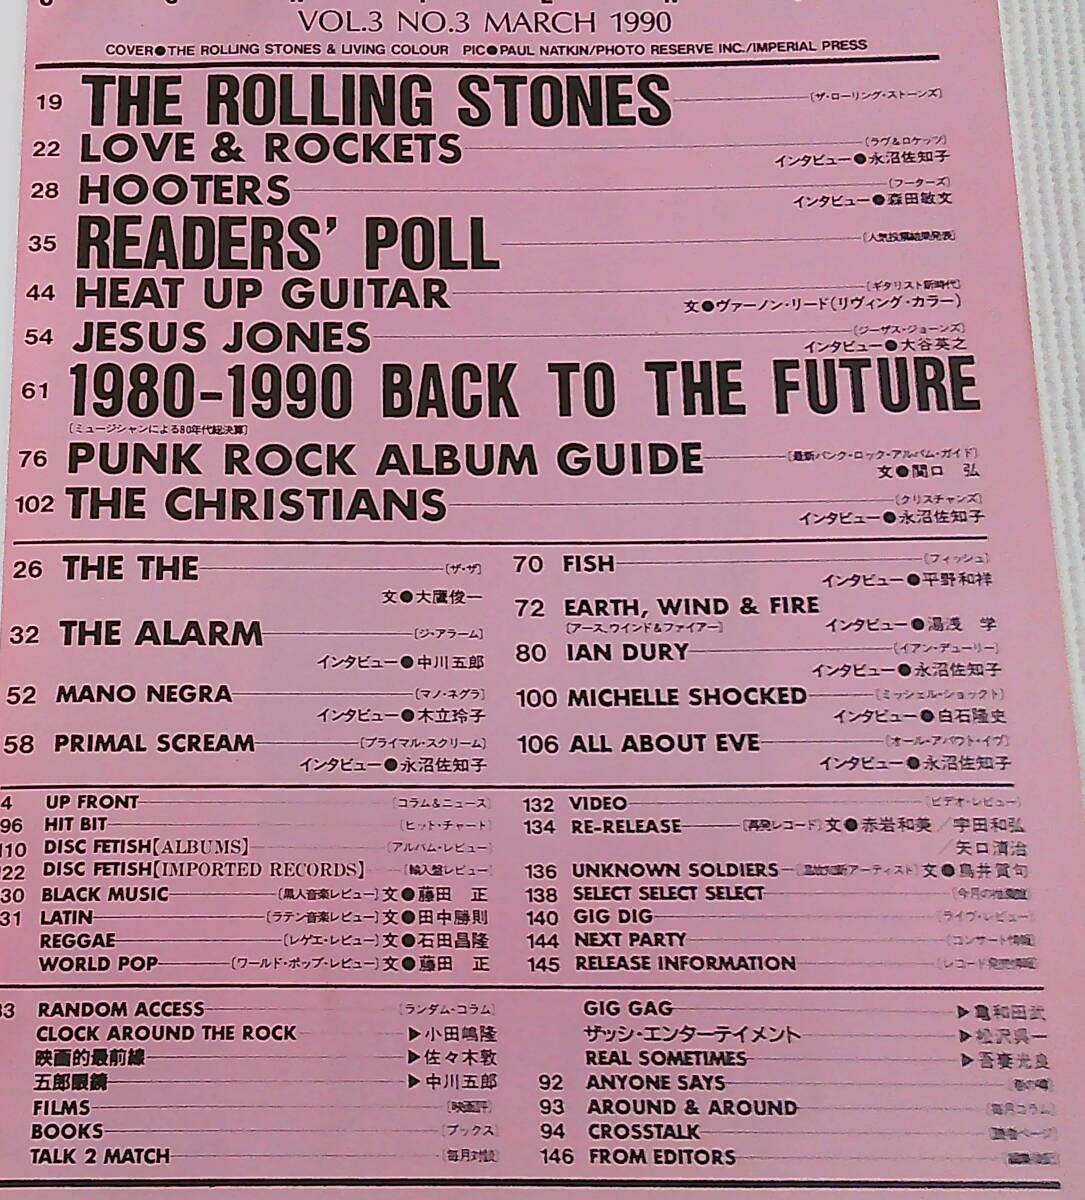 VOL.3 NO.3 MARCH 1990
COVER●THE ROLLING STONES & LIVING COLOUR PIC●PAUL NATKIN/PHOTO RESERVE INC./IMPERIAL PRESS
19 THE ROLLING STONES [ザ・ローリング・ストーンズ]
22 LOVE & ROCKETS [ラヴ&ロケッツ]
インタビュー●永沼佐知子
28 HOOTERS [フーターズ]
インタビュー●森田敏文
35 READERS' POLL [人気投票結果発表]
44 HEAT UP GUITAR [ギタリスト新時代]
文●ヴァーノン・リード(リヴィング・カラー)
54 JESUS JONES [ジーザス・ジョーンズ]
インタビュー●大谷英之
61 1980-1990 BACK TO THE FUTURE
[ミュージシャンによる80年代総決算]
76 PUNK ROCK ALBUM GUIDE [最新パンク・ロック・アルバム・ガイド]
文●関口 弘
102 THE CHRISTIANS [クリスチャンズ]
インタビュー●永沼佐知子
26 THE THE [ザ・ザ]
文●大鷹俊一
32 THE ALARM [ジ・アラーム]
インタビュー●中川五郎
52 MANO NEGRA [マノ・ネグラ]
インタビュー●木立玲子
58 PRIMAL SCREAM [プライマル・スクリーム]
インタビュー●永沼佐知子
70 FISH [フィッシュ]
インタビュー●平野和祥
72 EARTH, WIND & FIRE
[アース、ウインド&ファイアー] インタビュー●湯浅 学
80 IAN DURY [イアン・デューリー]
インタビュー●永沼佐知子
100 MICHELLE SHOCKED [ミッシェル・ショックト]
インタビュー●白石隆史
106 ALL ABOUT EVE [オール・アバウト・イヴ]
インタビュー●永沼佐知子
4 UP FRONT [コラム&ニュース]
96 HIT BIT [ヒット・チャート]
110 DISC FETISH【ALBUMS】 [アルバム・レビュー]
22 DISC FETISH【IMPORTED RECORDS】 [輸入盤レビュー]
30 BLACK MUSIC [黒人音楽レビュー] 文●藤田 正
31 LATIN [ラテン音楽レビュー] 文●田中勝則
REGGAE [レゲエ・レビュー] 文●石田昌隆
WORLD POP [ワールド・ポップ・レビュー] 文●藤田 正
132 VIDEO [ビデオ・レビュー]
134 RE-RELEASE [再発レコード] 文●赤岩和美/宇田和弘
/矢口清治
136 UNKNOWN SOLDIERS 文●鳥井賀句
138 SELECT SELECT SELECT
140 GIG DIG [ライヴ・レビュー]
144 NEXT PARTY [コンサート情報]
145 RELEASE INFORMATION [レコード発売情報]
33 RANDOM ACCESS [ランダム・コラム]
CLOCK AROUND THE ROCK ▶小田嶋隆
映画的最前線 ▶佐々木敦
五郎眼鏡 ▶中川五郎
FILMS [映画評]
BOOKS [ブックス]
TALK 2 MATCH [毎月対談]
GIG GAG ▶亀和田武
ザッシ・エンターテイメント ▶松沢呉一
REAL SOMETIMES ▶吾妻光良
92 ANYONE SAYS
93 AROUND & AROUND [毎月コラム]
94 CROSSTALK [読者ページ]
146 FROM EDITORS